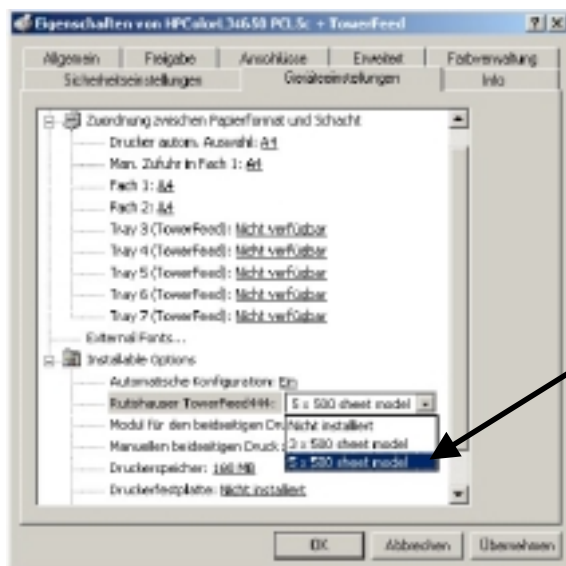 Eigenschaften von HPColorLJ4650 PCL5c + TowerFeed
Allgemein Freigabe Anschlüsse Erweitert Farbverwaltung
Sicherheitseinstellungen Geräteeinstellungen Info
Zuordnung zwischen Papierformat und Schacht
Drucker autom. Auswahl: A4
Man. Zufuhr in Fach 1: A4
Fach 1: A4
Fach 2: A4
Tray 3 (TowerFeed): Nicht verfügbar
Tray 4 (TowerFeed): Nicht verfügbar
Tray 5 (TowerFeed): Nicht verfügbar
Tray 6 (TowerFeed): Nicht verfügbar
Tray 7 (TowerFeed): Nicht verfügbar
External Fonts...
Installable Options
Automatische Konfiguration: Ein
Rutishauser TowerFeed444: 5 x 500 sheet model
Modul für den beidseitigen Dru Nicht installiert
Manuellen beidseitigen Druck 3 x 500 sheet model
5 x 500 sheet model
Druckerspeicher: 160 MB
Druckerfestplatte: Nicht installiert
OK Abbrechen Übernehmen